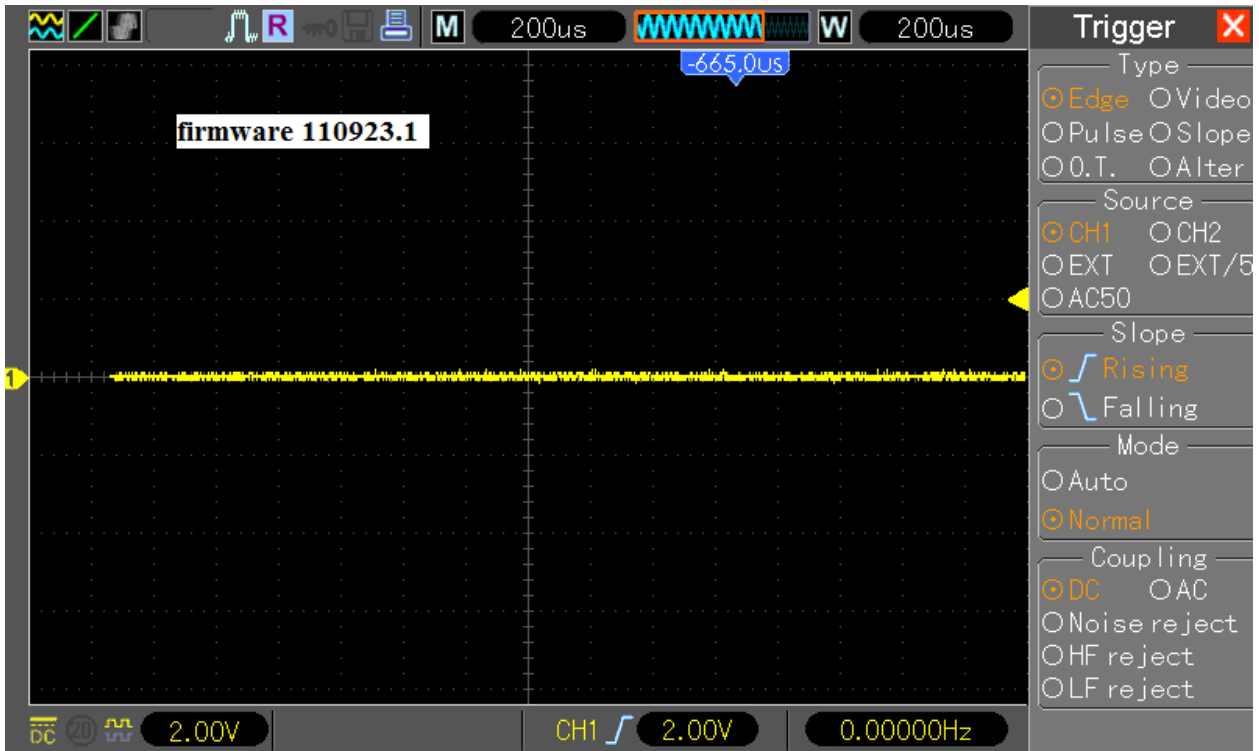 R M 200us W 200us Trigger X
-665.0us
firmware 110923.1
Type
Edge Video
Pulse Slope
O.T. Alter
Source
CH1 CH2
EXT EXT/5
AC50
1
Slope
Rising
Falling
Mode
Auto
Normal
Coupling
DC AC
Noise reject
HF reject
LF reject
DC 20 2.00V CH1 2.00V 0.00000Hz